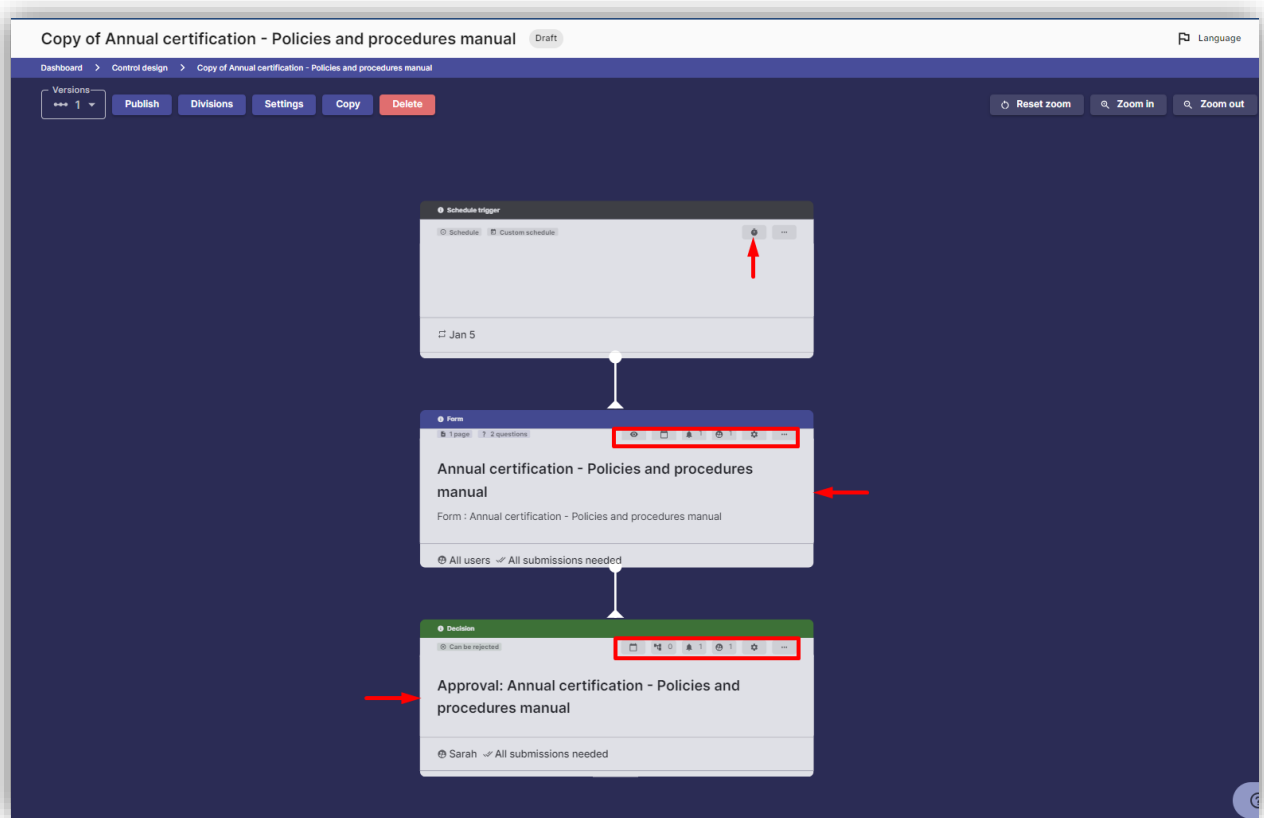 Copy of Annual certification - Policies and procedures manual Draft
Language
Dashboard > Control design > Copy of Annual certification - Policies and procedures manual
Versions
1
Publish Divisions Settings Copy Delete
Reset zoom Zoom in Zoom out
Schedule trigger
Schedule Custom schedule
Jan 5
Form
1 page ? 2 questions 1 1
Annual certification - Policies and procedures
manual
Form : Annual certification - Policies and procedures manual
All users All submissions needed
Decision
Can be rejected 0 1 1
Approval: Annual certification - Policies and
procedures manual
Sarah All submissions needed